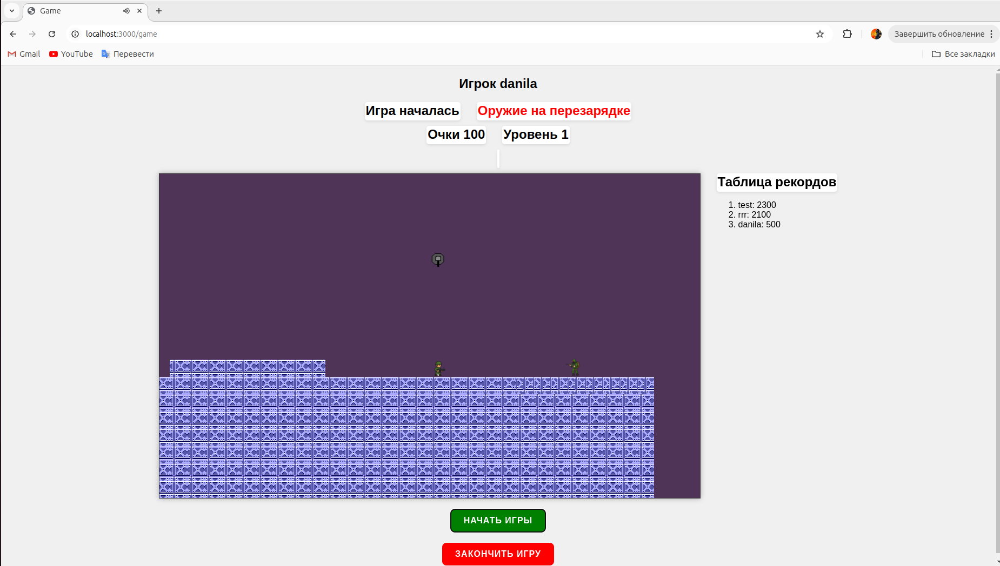 Game
localhost:3000/game
Завершить обновление
Gmail YouTube Перевести Все закладки
Игрок danila
Игра началась Оружие на перезарядке
Очки 100 Уровень 1
Таблица рекордов
1. test: 2300
2. rrr: 2100
3. danila: 500
НАЧАТЬ ИГРЫ
ЗАКОНЧИТЬ ИГРУ